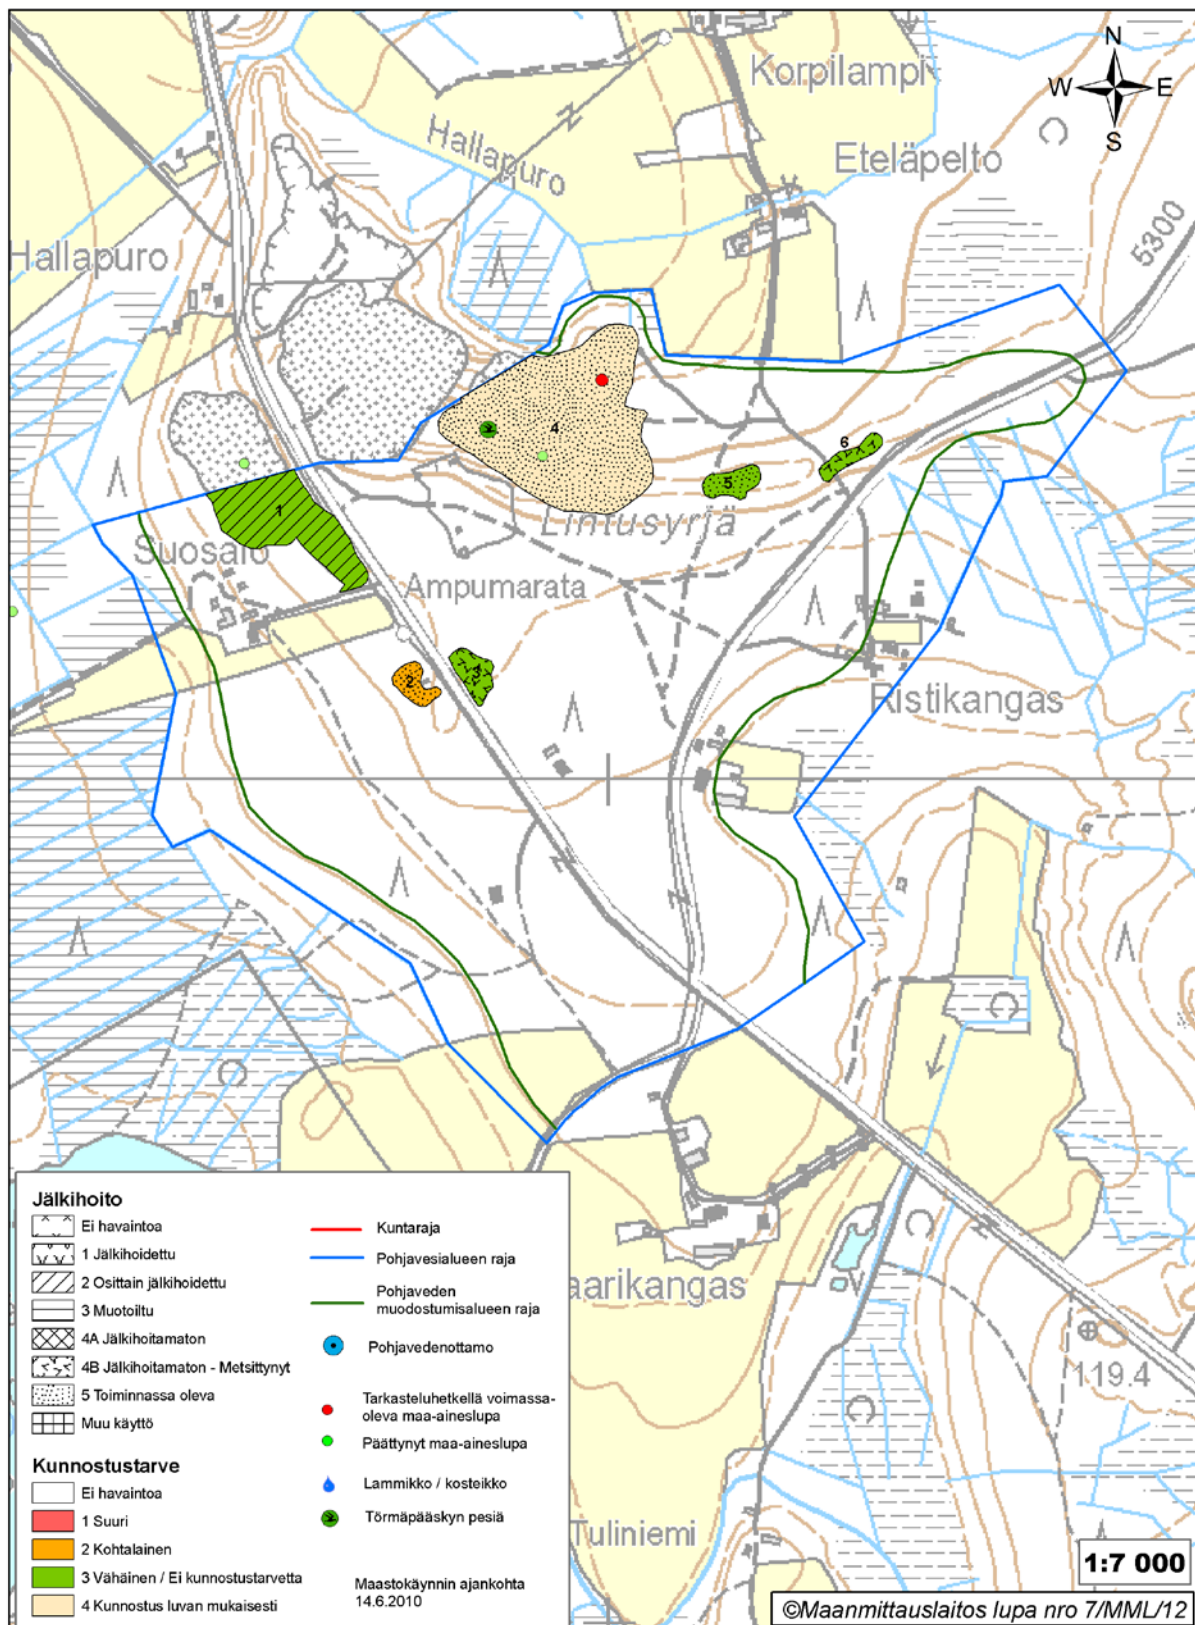 N
W E
S
Korpilampi
Hallapuro
Eteläpelto
5300
Hallapuro
4
6
5
1
Lintusyrjä
Suosalo
Ampumarata
2
3
Ristikangas
aarikangas
119.4
Tuliniemi
Jälkihoito
Ei havaintoa
1 Jälkihoidettu
2 Osittain jälkihoidettu
3 Muotoiltu
4A Jälkihoitamaton
4B Jälkihoitamaton - Metsittynyt
5 Toiminnassa oleva
Muu käyttö
Kunnostustarve
Ei havaintoa
1 Suuri
2 Kohtalainen
3 Vähäinen / Ei kunnostustarvetta
4 Kunnostus luvan mukaisesti
Kuntaraja
Pohjavesialueen raja
Pohjaveden
muodostumisalueen raja
Pohjavedenottamo
Tarkasteluhetkellä voimassa-
oleva maa-aineslupa
Päättynyt maa-aineslupa
Lammikko / kosteikko
Törmäpääskyn pesiä
Maastokäynnin ajankohta
14.6.2010
1:7 000
©Maanmittauslaitos lupa nro 7/MML/12